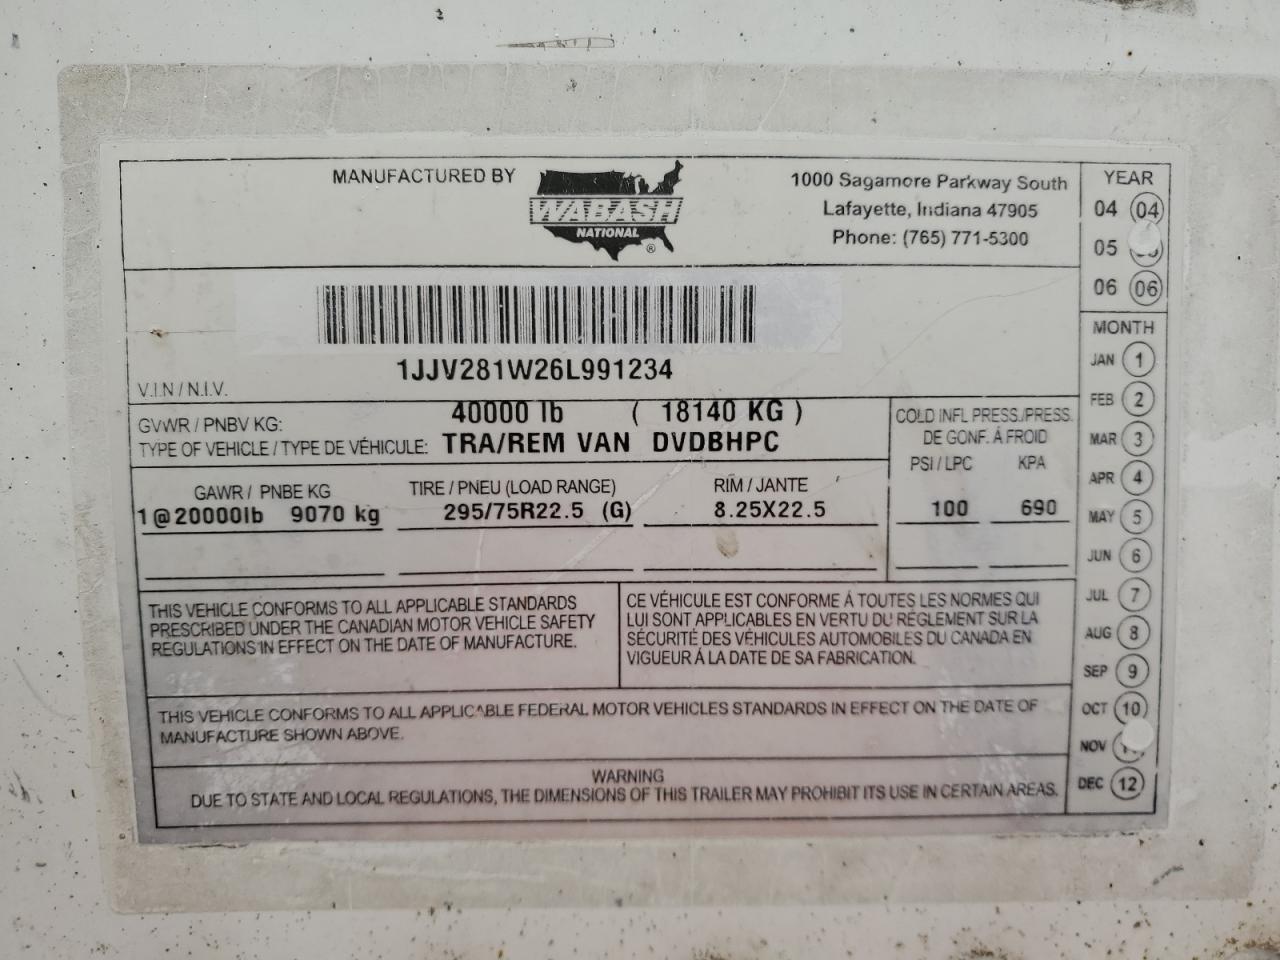 MANUFACTURED BY
WABASH
NATIONAL
®
1000 Sagamore Parkway South
Lafayette, Indiana 47905
Phone: (765) 771-5300
1JJV281W26L991234
V.I.N / N.I.V.
GVWR / PNBV KG: 40000 lb ( 18140 KG )
TYPE OF VEHICLE / TYPE DE VÉHICULE: TRA/REM VAN DVDBHPC
COLD INFL PRESS./PRESS.
DE GONF. À FROID
PSI / LPC KPA
100 690
GAWR / PNBE KG TIRE / PNEU (LOAD RANGE) RIM / JANTE
1@20000lb 9070 kg 295/75R22.5 (G) 8.25X22.5
THIS VEHICLE CONFORMS TO ALL APPLICABLE STANDARDS
PRESCRIBED UNDER THE CANADIAN MOTOR VEHICLE SAFETY
REGULATIONS IN EFFECT ON THE DATE OF MANUFACTURE.
CE VÉHICULE EST CONFORME À TOUTES LES NORMES QUI
LUI SONT APPLICABLES EN VERTU DU RÉGLEMENT SUR LA
SÉCURITÉ DES VÉHICULES AUTOMOBILES DU CANADA EN
VIGUEUR À LA DATE DE SA FABRICATION.
THIS VEHICLE CONFORMS TO ALL APPLICABLE FEDERAL MOTOR VEHICLES STANDARDS IN EFFECT ON THE DATE OF
MANUFACTURE SHOWN ABOVE.
WARNING
DUE TO STATE AND LOCAL REGULATIONS, THE DIMENSIONS OF THIS TRAILER MAY PROHIBIT ITS USE IN CERTAIN AREAS.
YEAR
04 04
05
06 06
MONTH
JAN 1
FEB 2
MAR 3
APR 4
MAY 5
JUN 6
JUL 7
AUG 8
SEP 9
OCT 10
NOV
DEC 12